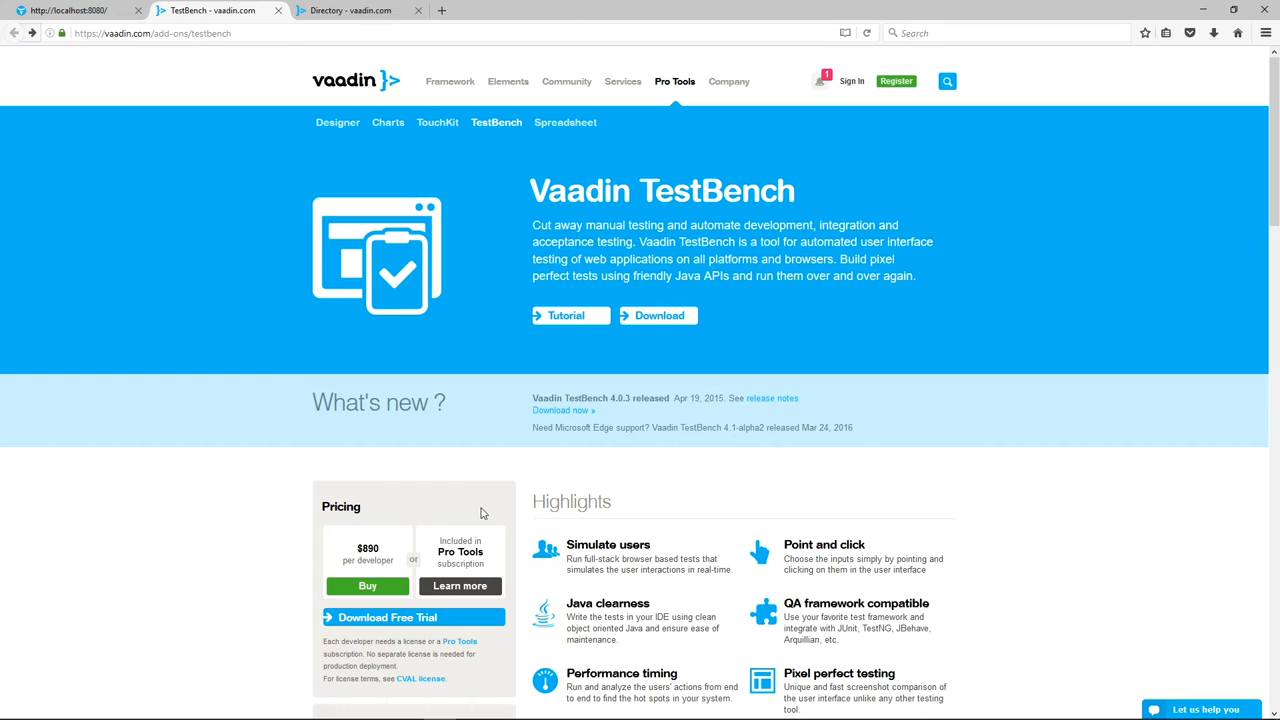 http://localhost:8080/
TestBench - vaadin.com
Directory - vaadin.com
https://vaadin.com/add-ons/testbench
Search
vaadin }>
Framework
Elements
Community
Services
Pro Tools
Company
1
Sign In
Register
Designer
Charts
TouchKit
TestBench
Spreadsheet
Vaadin TestBench
Cut away manual testing and automate development, integration and
acceptance testing. Vaadin TestBench is a tool for automated user interface
testing of web applications on all platforms and browsers. Build pixel
perfect tests using friendly Java APIs and run them over and over again.
Tutorial
Download
What's new ?
Vaadin TestBench 4.0.3 released Apr 19, 2015. See release notes
Download now »
Need Microsoft Edge support? Vaadin TestBench 4.1-alpha2 released Mar 24, 2016
Pricing
$890
per developer
Buy
or
Included in
Pro Tools
subscription
Learn more
Download Free Trial
Each developer needs a license or a Pro Tools
subscription. No separate license is needed for
production deployment.
For license terms, see CVAL license.
Highlights
Simulate users
Run full-stack browser based tests that
simulates the user interactions in real-time.
Point and click
Choose the inputs simply by pointing and
clicking on them in the user interface
Java clearness
Write the tests in your IDE using clean
object oriented Java and ensure ease of
maintenance.
QA framework compatible
Use your favorite test framework and
integrate with JUnit, TestNG, JBehave,
Arquillian, etc.
Performance timing
Run and analyze the users' actions from end
to end to find the hot spots in your system.
Pixel perfect testing
Unique and fast screenshot comparison of
the user interface unlike any other testing
tool.
Let us help you